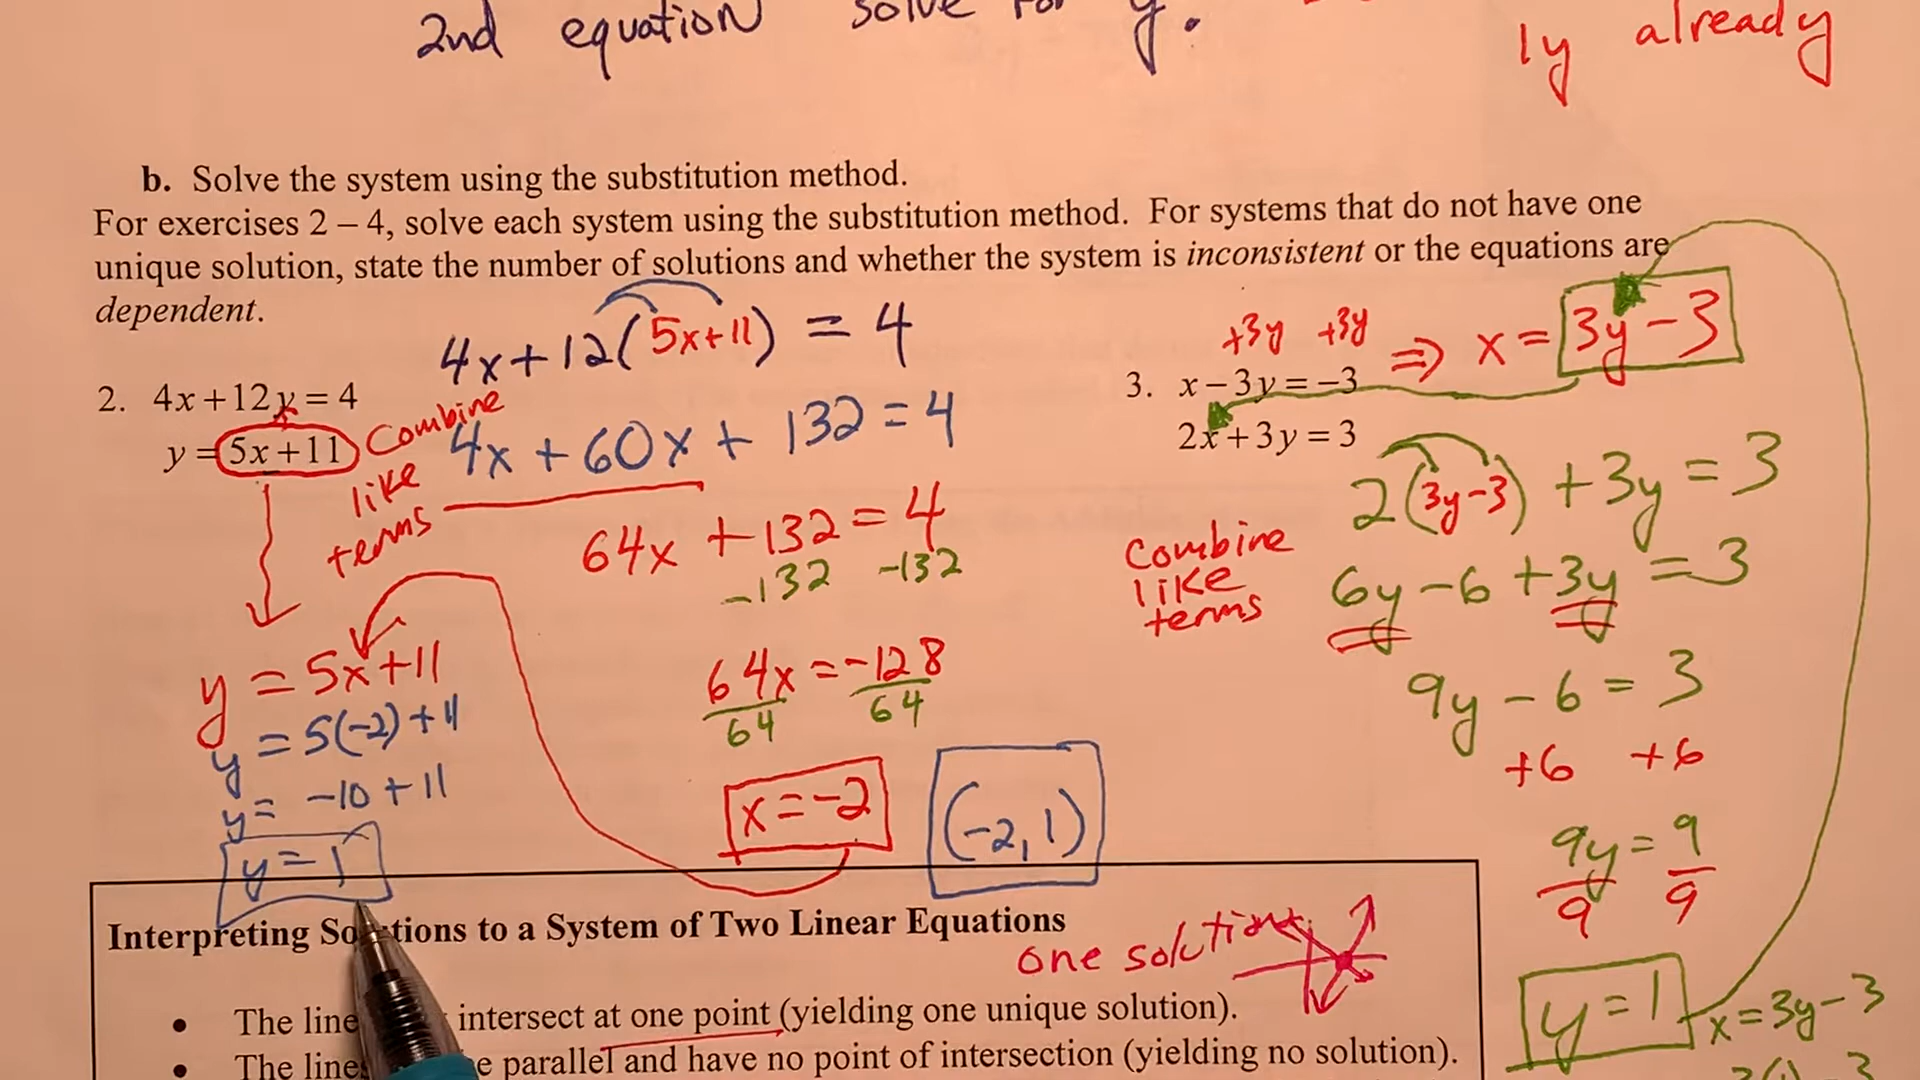 2nd equation solve for y.
1y already
b. Solve the system using the substitution method.
For exercises 2 – 4, solve each system using the substitution method. For systems that do not have one
unique solution, state the number of solutions and whether the system is inconsistent or the equations are
dependent.
2. 4x+12y = 4
y = 5x+11
4x+12(5x+11) = 4
Combine
like
terms
4x + 60x + 132 = 4
64x + 132 = 4
-132 -132
64x = -128
64 64
x = -2
y = 5x+11
y = 5(-2)+11
y = -10+11
y = 1
(-2, 1)
3. x – 3y = –3
2x + 3y = 3
+3y +3y
⇒ x = 3y - 3
2(3y-3) + 3y = 3
Combine
like
terms
6y - 6 + 3y = 3
9y - 6 = 3
+6 +6
9y = 9
9 9
y = 1
x = 3y - 3
Interpreting Solutions to a System of Two Linear Equations
one solution
• The line intersect at one point (yielding one unique solution).
• The lines e parallel and have no point of intersection (yielding no solution).